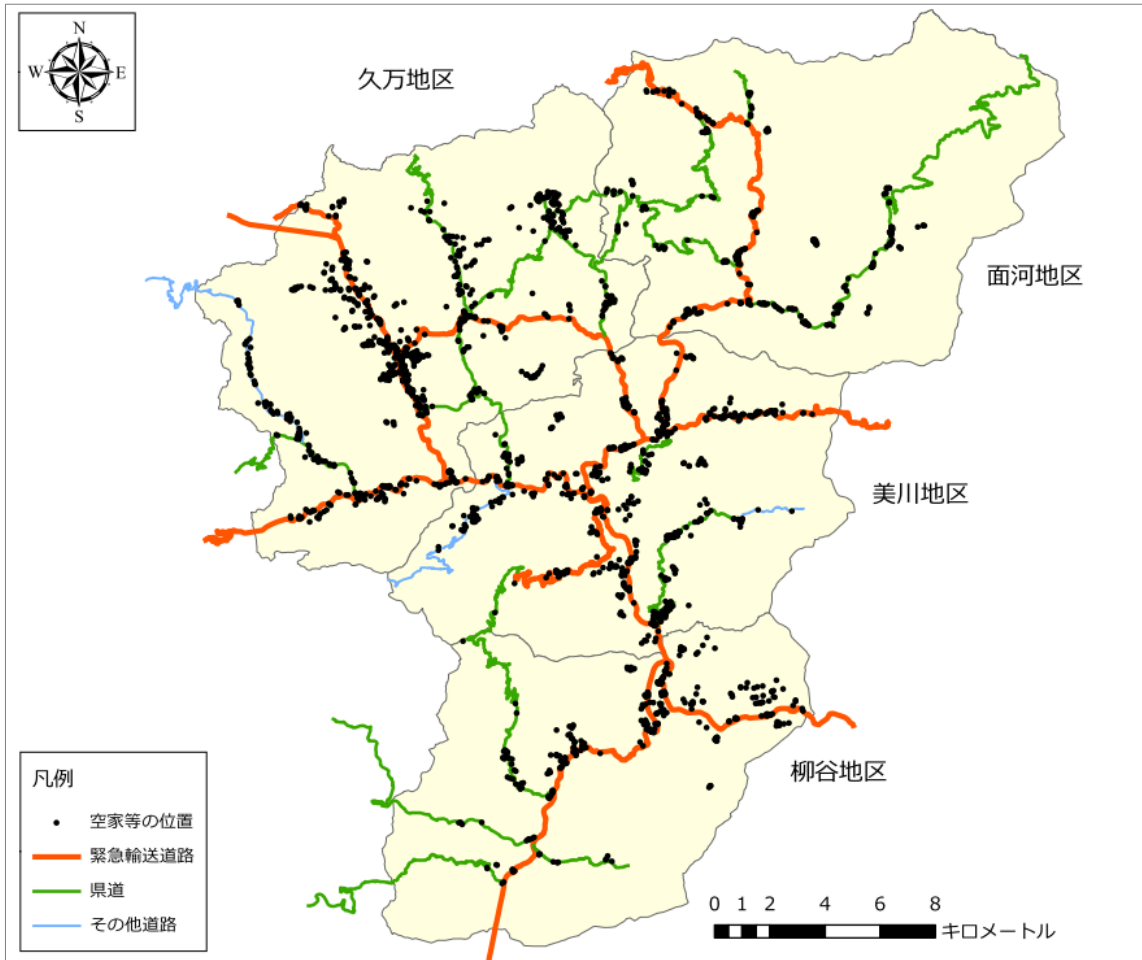 N
W E
S
久万地区
面河地区
美川地区
柳谷地区
凡例
空家等の位置
緊急輸送道路
県道
その他道路
0 1 2 4 6 8
キロメートル